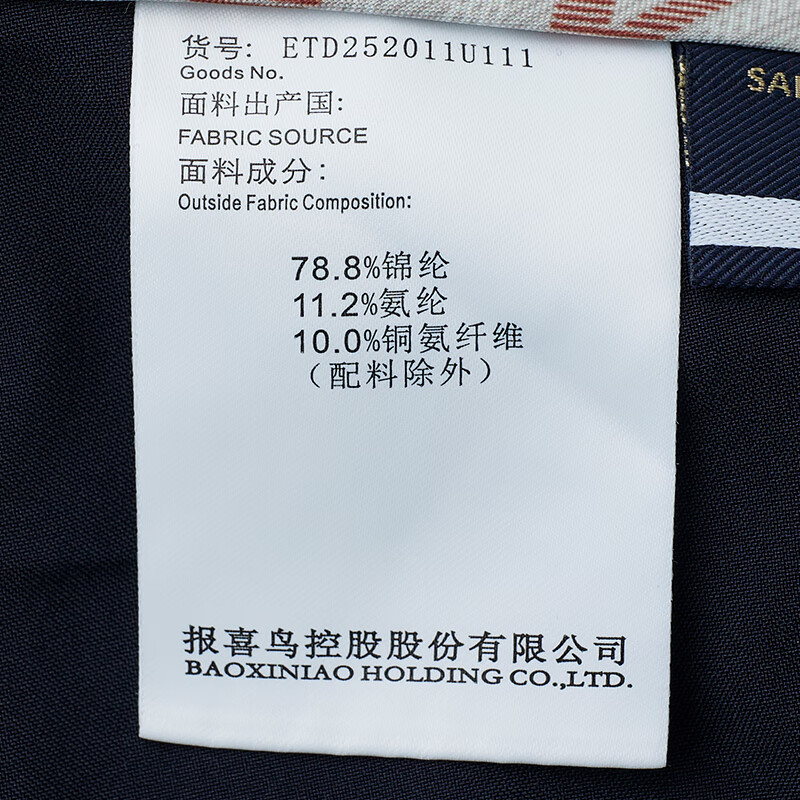 货号: ETD252011U111
Goods No.
面料出产国:
FABRIC SOURCE
面料成分:
Outside Fabric Composition:
78.8%锦纶
11.2%氨纶
10.0%铜氨纤维
（配料除外）
报喜鸟控股股份有限公司
BAOXINIAO HOLDING CO.,LTD.